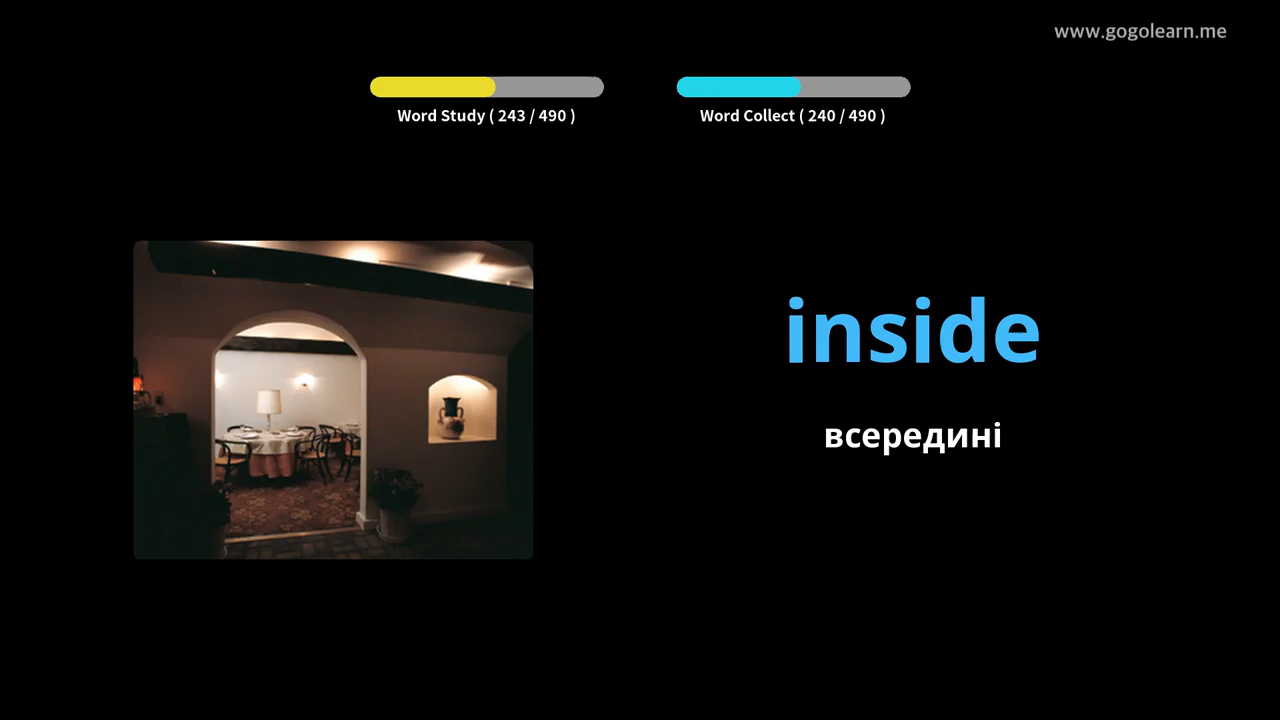 www.gogolearn.me
Word Study ( 243 / 490 )
Word Collect ( 240 / 490 )
inside
всередині